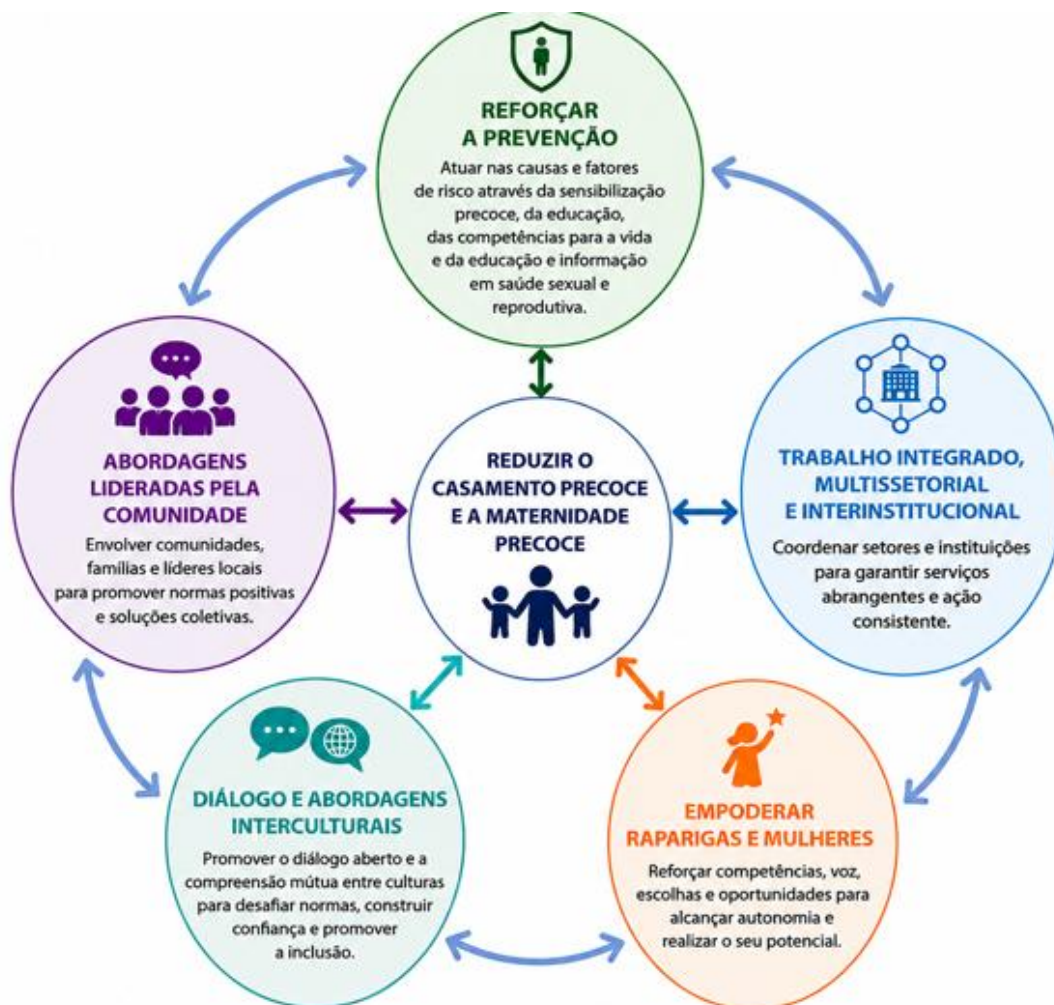 REFORÇAR
A PREVENÇÃO
Atuar nas causas e fatores
de risco através da sensibilização
precoce, da educação,
das competências para a vida
e da educação e informação
em saúde sexual e
reprodutiva.
ABORDAGENS
LIDERADAS PELA
COMUNIDADE
Envolver comunidades,
famílias e líderes locais
para promover normas positivas
e soluções coletivas.
REDUZIR O
CASAMENTO PRECOCE
E A MATERNIDADE
PRECOCE
TRABALHO INTEGRADO,
MULTISSETORIAL
E INTERINSTITUCIONAL
Coordenar setores e instituições
para garantir serviços
abrangentes e ação
consistente.
DIÁLOGO E ABORDAGENS
INTERCULTURAIS
Promover o diálogo aberto e a
compreensão mútua entre culturas
para desafiar normas, construir
confiança e promover
a inclusão.
EMPODERAR
RAPARIGAS E MULHERES
Reforçar competências, voz,
escolhas e oportunidades para
alcançar autonomia e
realizar o seu potencial.